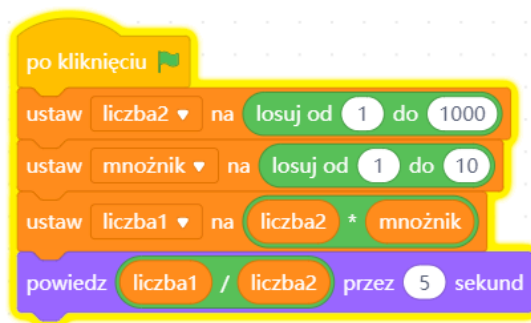 po kliknięciu
ustaw liczba2 na losuj od 1 do 1000
ustaw mnożnik na losuj od 1 do 10
ustaw liczba1 na liczba2 * mnożnik
powiedz liczba1 / liczba2 przez 5 sekund